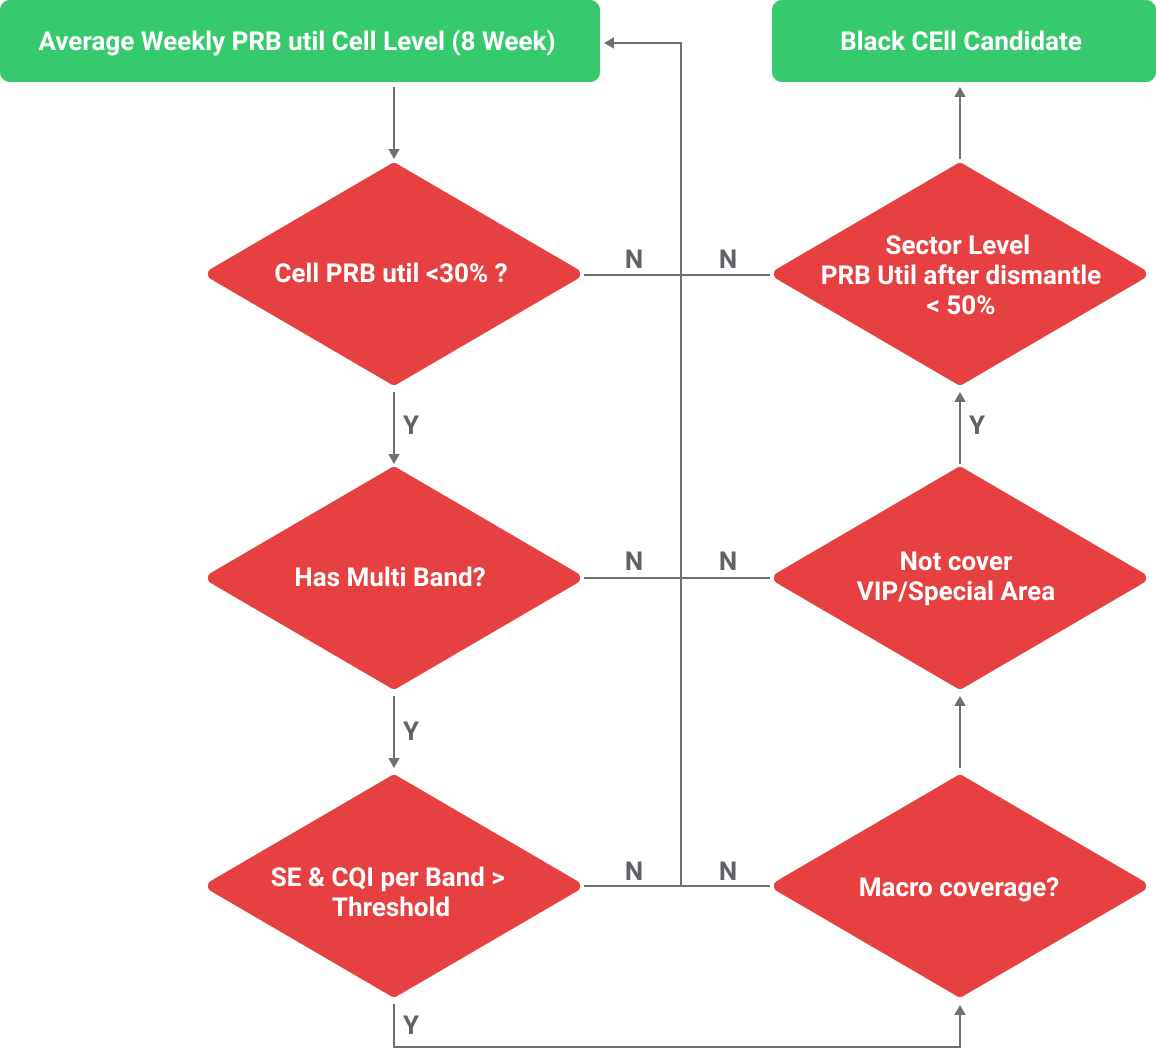 Average Weekly PRB util Cell Level (8 Week)
Black CEll Candidate
Cell PRB util <30% ?
N
N
Sector Level
PRB Util after dismantle
< 50%
Y
Y
Has Multi Band?
N
N
Not cover
VIP/Special Area
Y
SE & CQI per Band >
Threshold
N
N
Macro coverage?
Y